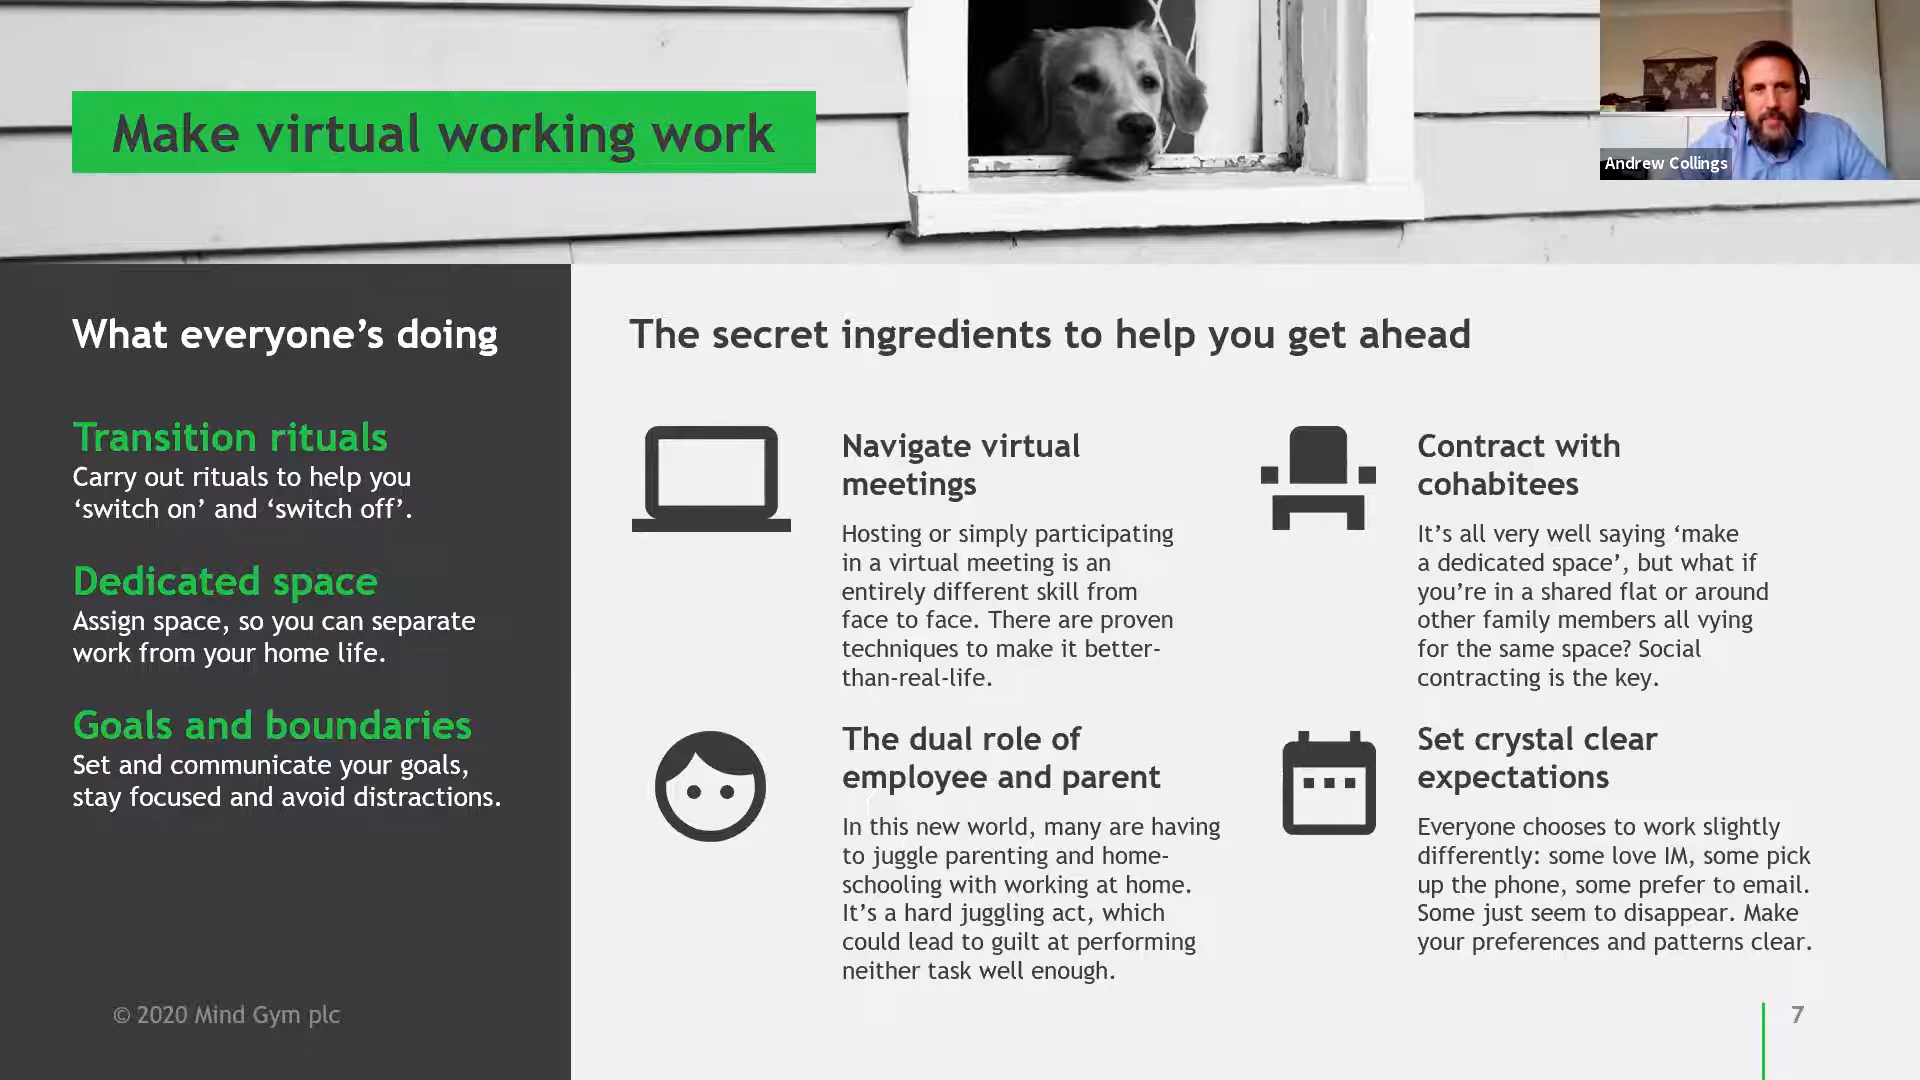 Make virtual working work
Andrew Collings
What everyone’s doing
Transition rituals
Carry out rituals to help you
‘switch on’ and ‘switch off’.
Dedicated space
Assign space, so you can separate
work from your home life.
Goals and boundaries
Set and communicate your goals,
stay focused and avoid distractions.
The secret ingredients to help you get ahead
Navigate virtual
meetings
Hosting or simply participating
in a virtual meeting is an
entirely different skill from
face to face. There are proven
techniques to make it better-
than-real-life.
Contract with
cohabitees
It’s all very well saying ‘make
a dedicated space’, but what if
you’re in a shared flat or around
other family members all vying
for the same space? Social
contracting is the key.
The dual role of
employee and parent
In this new world, many are having
to juggle parenting and home-
schooling with working at home.
It’s a hard juggling act, which
could lead to guilt at performing
neither task well enough.
Set crystal clear
expectations
Everyone chooses to work slightly
differently: some love IM, some pick
up the phone, some prefer to email.
Some just seem to disappear. Make
your preferences and patterns clear.
© 2020 Mind Gym plc
7